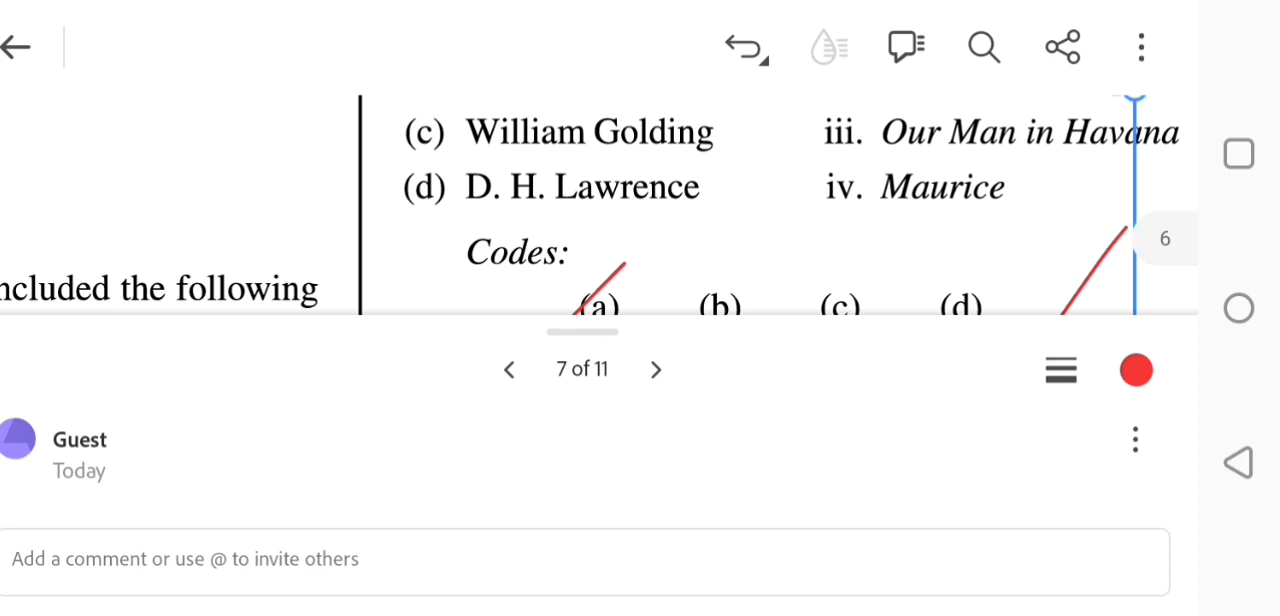 (c) William Golding iii. Our Man in Havana
(d) D. H. Lawrence iv. Maurice
6
Codes:
ncluded the following
(a) (b) (c) (d)
7 of 11
Guest
Today
Add a comment or use @ to invite others